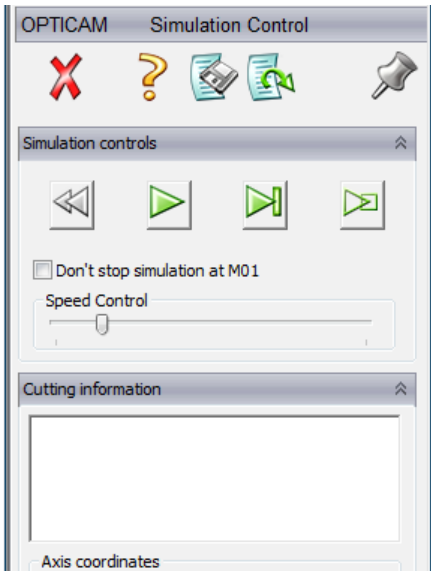 OPTICAM Simulation Control
Simulation controls
Don't stop simulation at M01
Speed Control
Cutting information
Axis coordinates